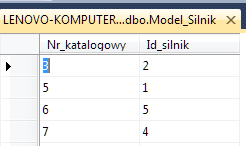 LENOVO-KOMPUTER...dbo.Model_Silnik
Nr_katalogowy Id_silnik
3 2
5 1
6 5
7 4